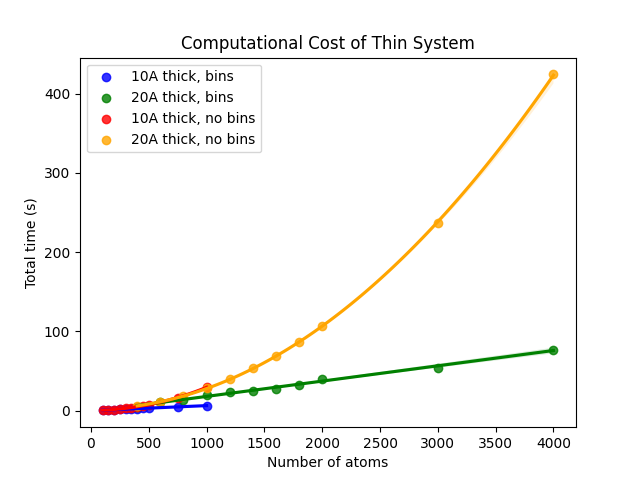 Computational Cost of Thin System
10A thick, bins
20A thick, bins
10A thick, no bins
20A thick, no bins
Total time (s)
400
300
200
100
0
0 500 1000 1500 2000 2500 3000 3500 4000
Number of atoms